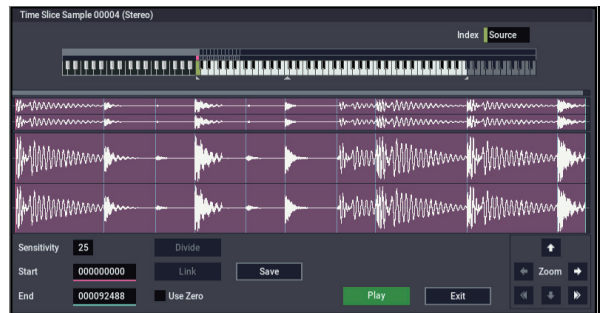 Time Slice Sample 00004 (Stereo)
Index Source
Sensitivity 25 Divide
Start 000000000 Link Save
Zoom
End 000092488 Use Zero Play Exit